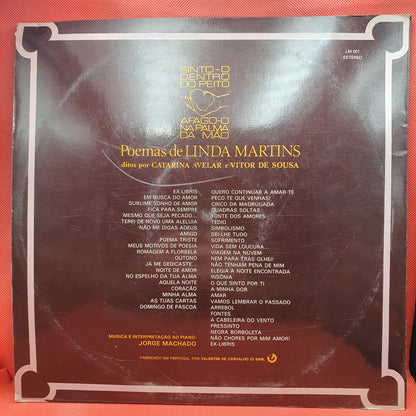 LM 001
ESTÉREO
SINTO-O
DENTRO
DO PEITO
AFAGO-O
NA PALMA
DA MÃO
Poemas de LINDA MARTINS
ditos por CATARINA AVELAR e VITOR DE SOUSA
EX-LIBRIS
EM BUSCA DO AMOR
SUBLIME SONHO DE AMOR
FICA PARA SEMPRE
MESMO QUE SEJA PECADO...
TEREI DE NOVO UMA ALELUIA
NÃO ME DIGAS ADEUS
AMIGO
POEMA TRISTE
MEUS MOTIVOS DE POESIA
ROMAGEM A FLORBELA
OUTONO
JÁ ME DEDICASTE...
NOITE DE AMOR
NO ESPELHO DA TUA ALMA
AQUELA NOITE
CORAÇÃO
MINHA ALMA
AS TUAS CARTAS
DOMINGO DE PÁSCOA
QUERO CONTINUAR A AMAR-TE
PEÇO-TE QUE VENHAS!
CINCO DA MADRUGADA
QUADRAS SOLTAS
FONTE DOS AMORES
TÉDIO
SIMBOLISMO
DEI-LHE TUDO
SOFRIMENTO
VIDA SEM LOUCURA
VIAGEM NA NUVEM
NEM PARA TRÁS OLHEI!
NÃO TENHAM PENA DE MIM
ELEGIA À NOITE ENCONTRADA
INSÓNIA
O QUE SINTO POR TI
A MINHA DOR
AMAR
VAMOS LEMBRAR O PASSADO
ARREBOL
FONTES
A CABELEIRA DO VENTO
PRESSINTO
NEGRA BORBOLETA
NÃO CHORES POR MIM AMOR!
EX-LIBRIS
MÚSICA E INTERPRETAÇÃO AO PIANO:
JORGE MACHADO
FABRICADO EM PORTUGAL POR VALENTIM DE CARVALHO CI SARL